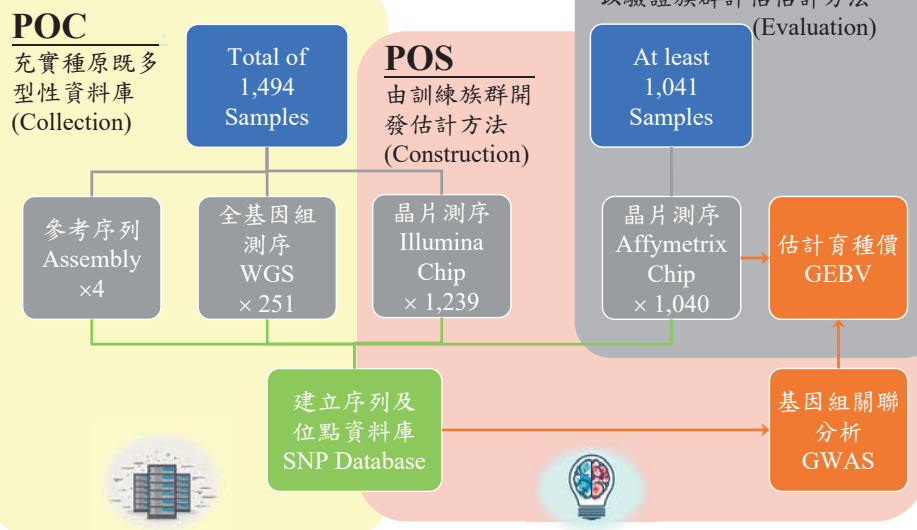 POC
充實種原既多
型性資料庫
(Collection)
Total of
1,494
Samples
POS
由訓練族群開
發估計方法
(Construction)
(Evaluation)
At least
1,041
Samples
參考序列
Assembly
×4
全基因組
測序
WGS
× 251
晶片測序
Illumina
Chip
× 1,239
晶片測序
Affymetrix
Chip
× 1,040
估計育種價
GEBV
建立序列及
位點資料庫
SNP Database
基因組關聯
分析
GWAS